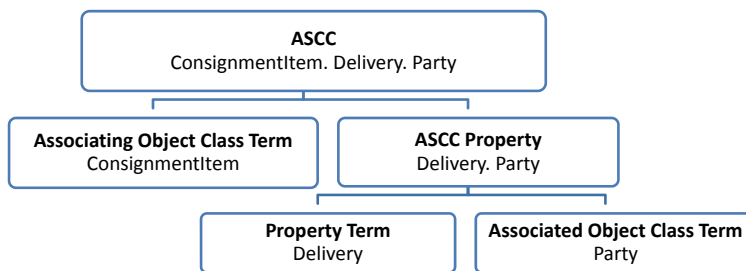 ASCC
ConsignmentItem. Delivery. Party
Associating Object Class Term
ConsignmentItem
ASCC Property
Delivery. Party
Property Term
Delivery
Associated Object Class Term
Party